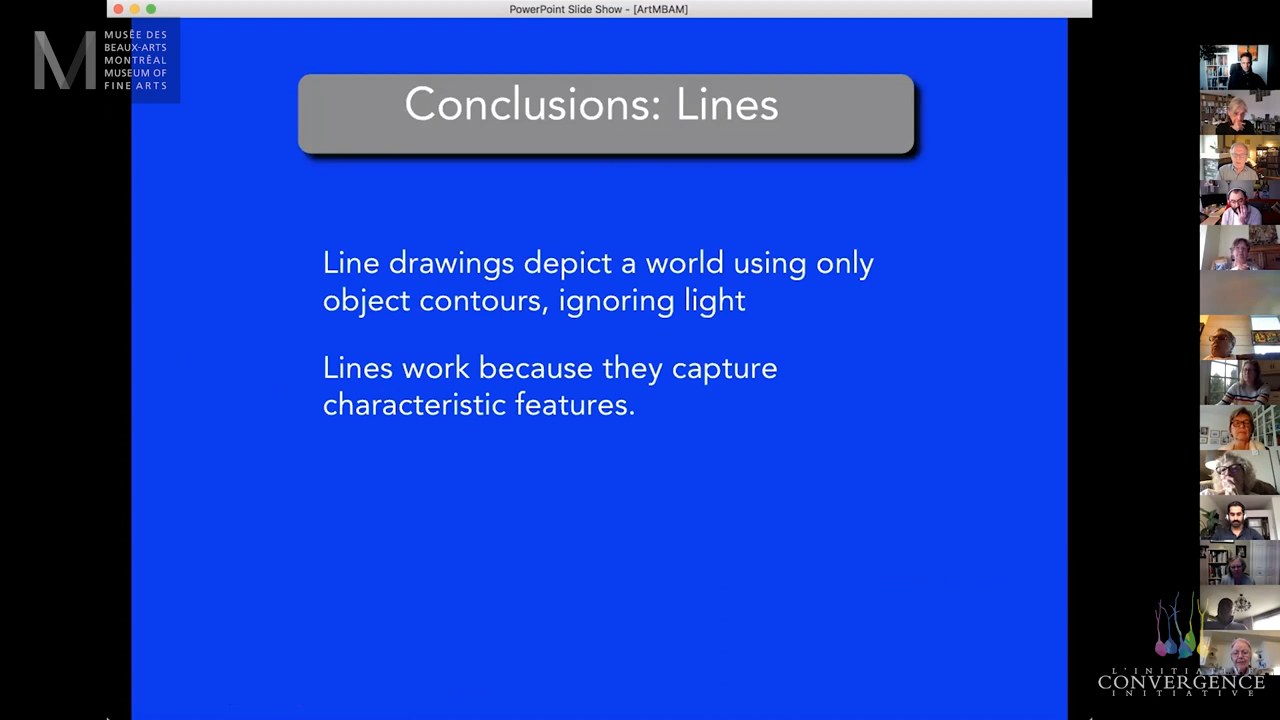 PowerPoint Slide Show - [ArtMBAM]
M
MUSÉE DES
BEAUX-ARTS
MONTRÉAL
MUSEUM OF
FINE ARTS
Conclusions: Lines
Line drawings depict a world using only
object contours, ignoring light
Lines work because they capture
characteristic features.
L'INITIATIVE
CONVERGENCE
INITIATIVE